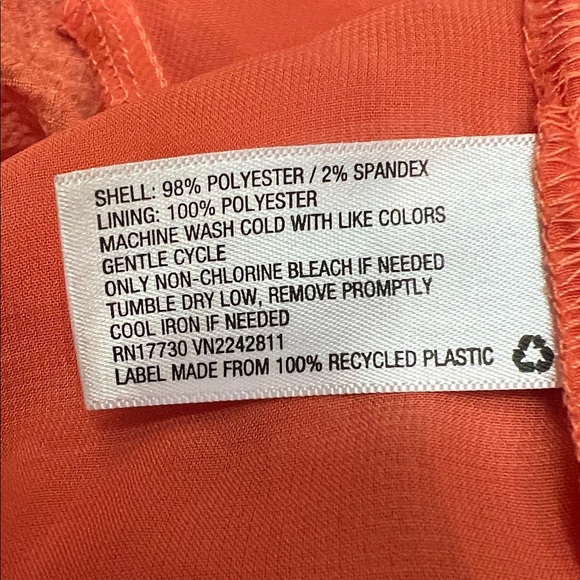 SHELL: 98% POLYESTER / 2% SPANDEX
LINING: 100% POLYESTER
MACHINE WASH COLD WITH LIKE COLORS
GENTLE CYCLE
ONLY NON-CHLORINE BLEACH IF NEEDED
TUMBLE DRY LOW, REMOVE PROMPTLY
COOL IRON IF NEEDED
RN17730 VN2242811
LABEL MADE FROM 100% RECYCLED PLASTIC